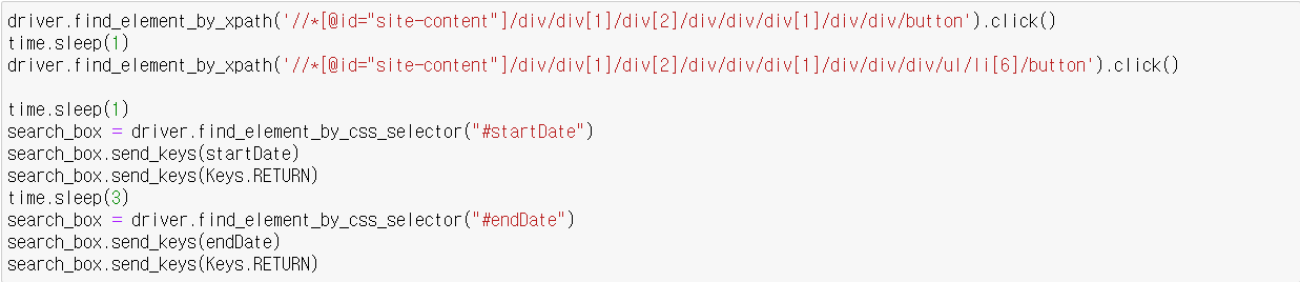 driver.find_element_by_xpath('//*[@id="site-content"]/div/div[1]/div[2]/div/div/div[1]/div/div/button').click()
time.sleep(1)
driver.find_element_by_xpath('//*[@id="site-content"]/div/div[1]/div[2]/div/div/div[1]/div/div/div/ul/li[6]/button').click()
time.sleep(1)
search_box = driver.find_element_by_css_selector("#startDate")
search_box.send_keys(startDate)
search_box.send_keys(Keys.RETURN)
time.sleep(3)
search_box = driver.find_element_by_css_selector("#endDate")
search_box.send_keys(endDate)
search_box.send_keys(Keys.RETURN)